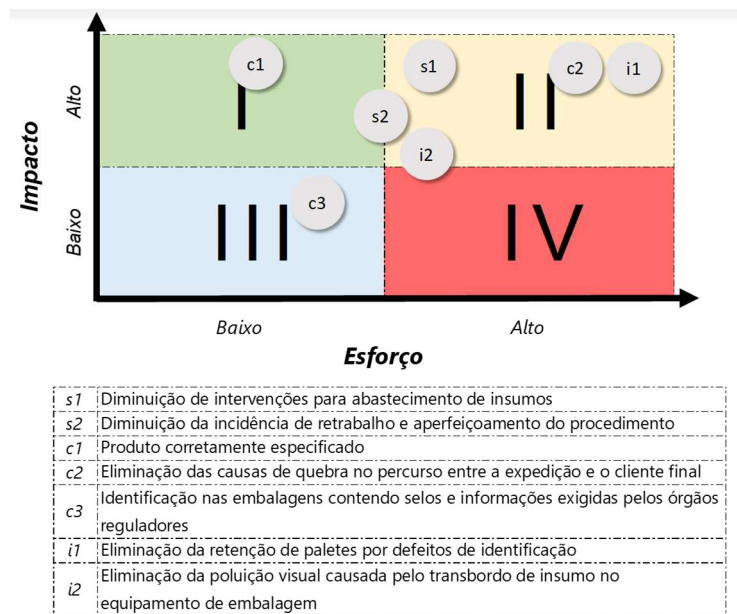 Impacto
Alto
Baixo
I
II
III
IV
c1
s1
c2
i1
s2
i2
c3
Baixo
Alto
Esforço
s1 Diminuição de intervenções para abastecimento de insumos
s2 Diminuição da incidência de retrabalho e aperfeiçoamento do procedimento
c1 Produto corretamente especificado
c2 Eliminação das causas de quebra no percurso entre a expedição e o cliente final
c3 Identificação nas embalagens contendo selos e informações exigidas pelos órgãos
reguladores
i1 Eliminação da retenção de paletes por defeitos de identificação
i2 Eliminação da poluição visual causada pelo transbordo de insumo no
equipamento de embalagem